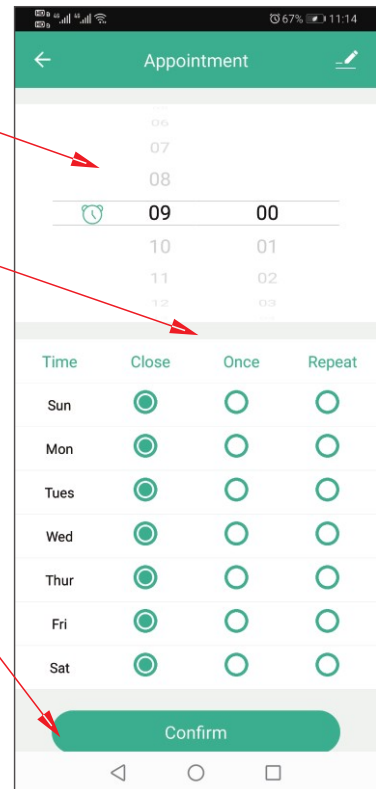 67% 11:14
Appointment
06
07
08
09 00
10 01
11 02
12 03
Time Close Once Repeat
Sun
Mon
Tues
Wed
Thur
Fri
Sat
Confirm